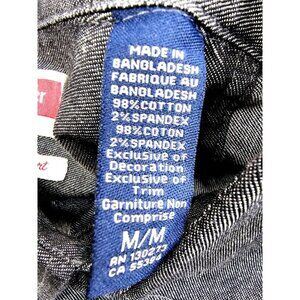 MADE IN
BANGLADESH
FABRIQUE AU
BANGLADESH
98% COTTON
2% SPANDEX
98% COTON
2% SPANDEX
Exclusive of
Decoration
Exclusive of
Trim
Garniture Non
Comprise
M/M
AN 130273
CA 55384